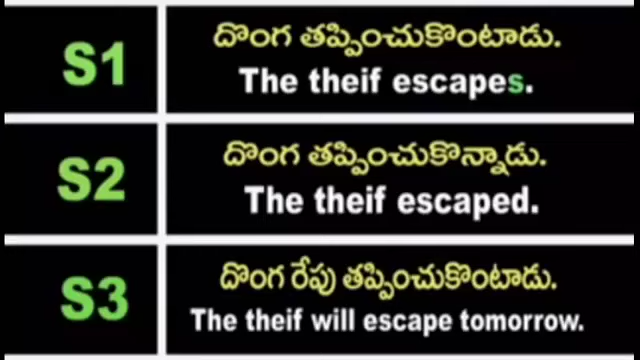 S1
దొంగ తప్పించుకొంటాడు.
The theif escapes.
S2
దొంగ తప్పించుకొన్నాడు.
The theif escaped.
S3
దొంగ రేపు తప్పించుకొంటాడు.
The theif will escape tomorrow.